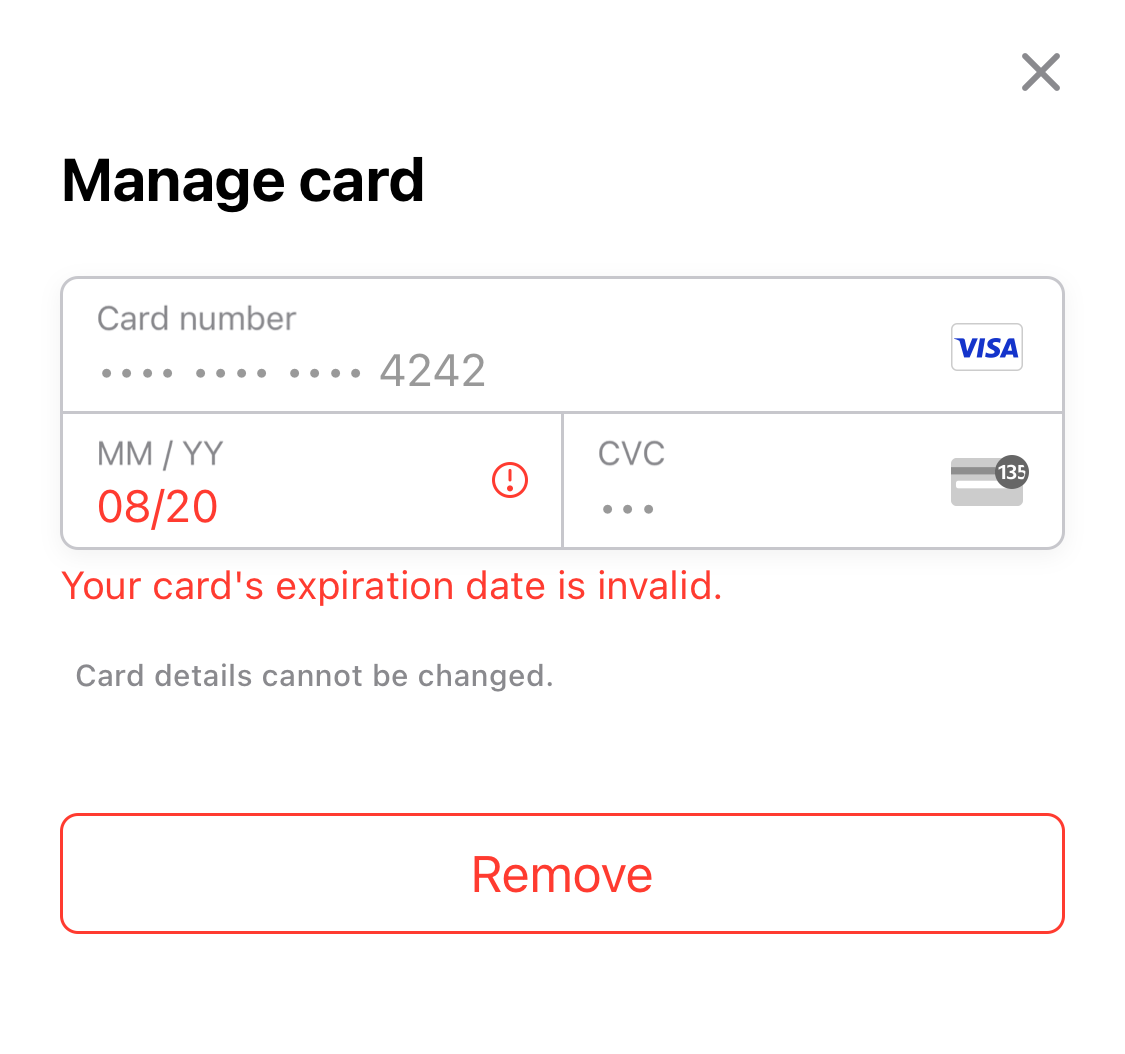 Manage card
Card number
•••• •••• •••• 4242
VISA
MM / YY
08/20
CVC
•••
135
Your card's expiration date is invalid.
Card details cannot be changed.
Remove